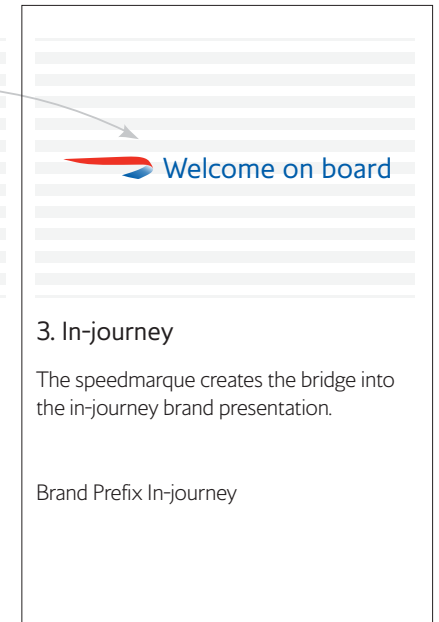 Welcome on board
3. In-journey
The speedmarque creates the bridge into
the in-journey brand presentation.
Brand Prefix In-journey